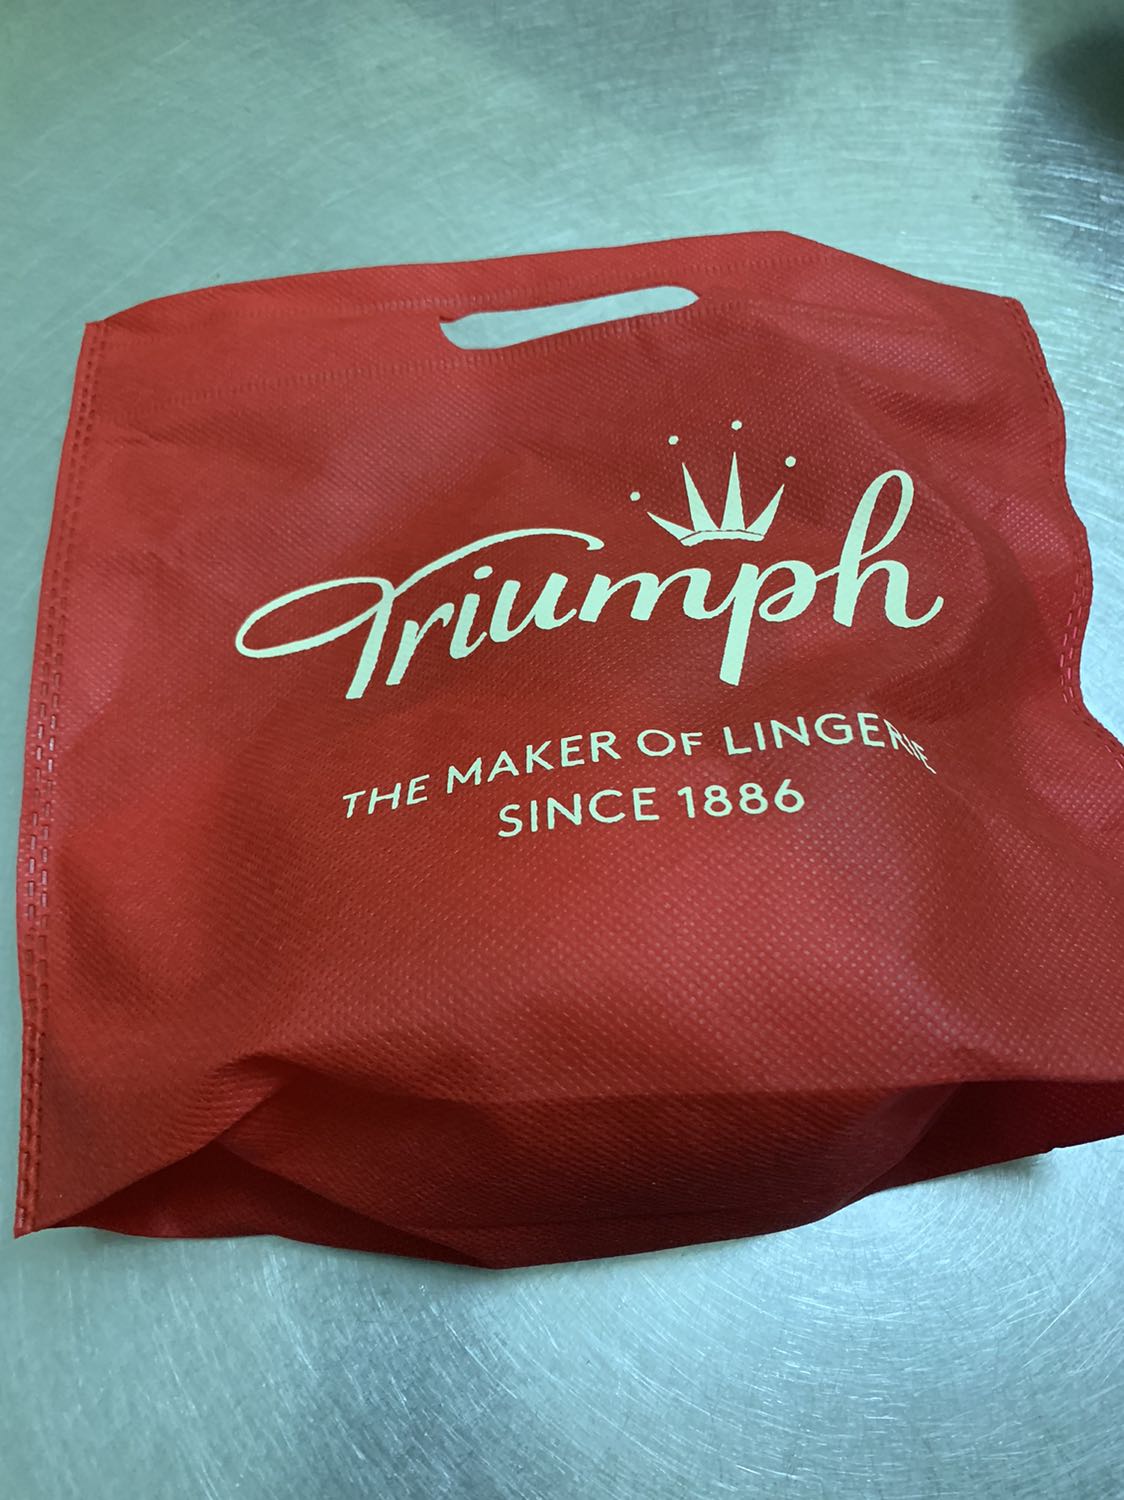 Triumph
THE MAKER OF LINGERIE
SINCE 1886